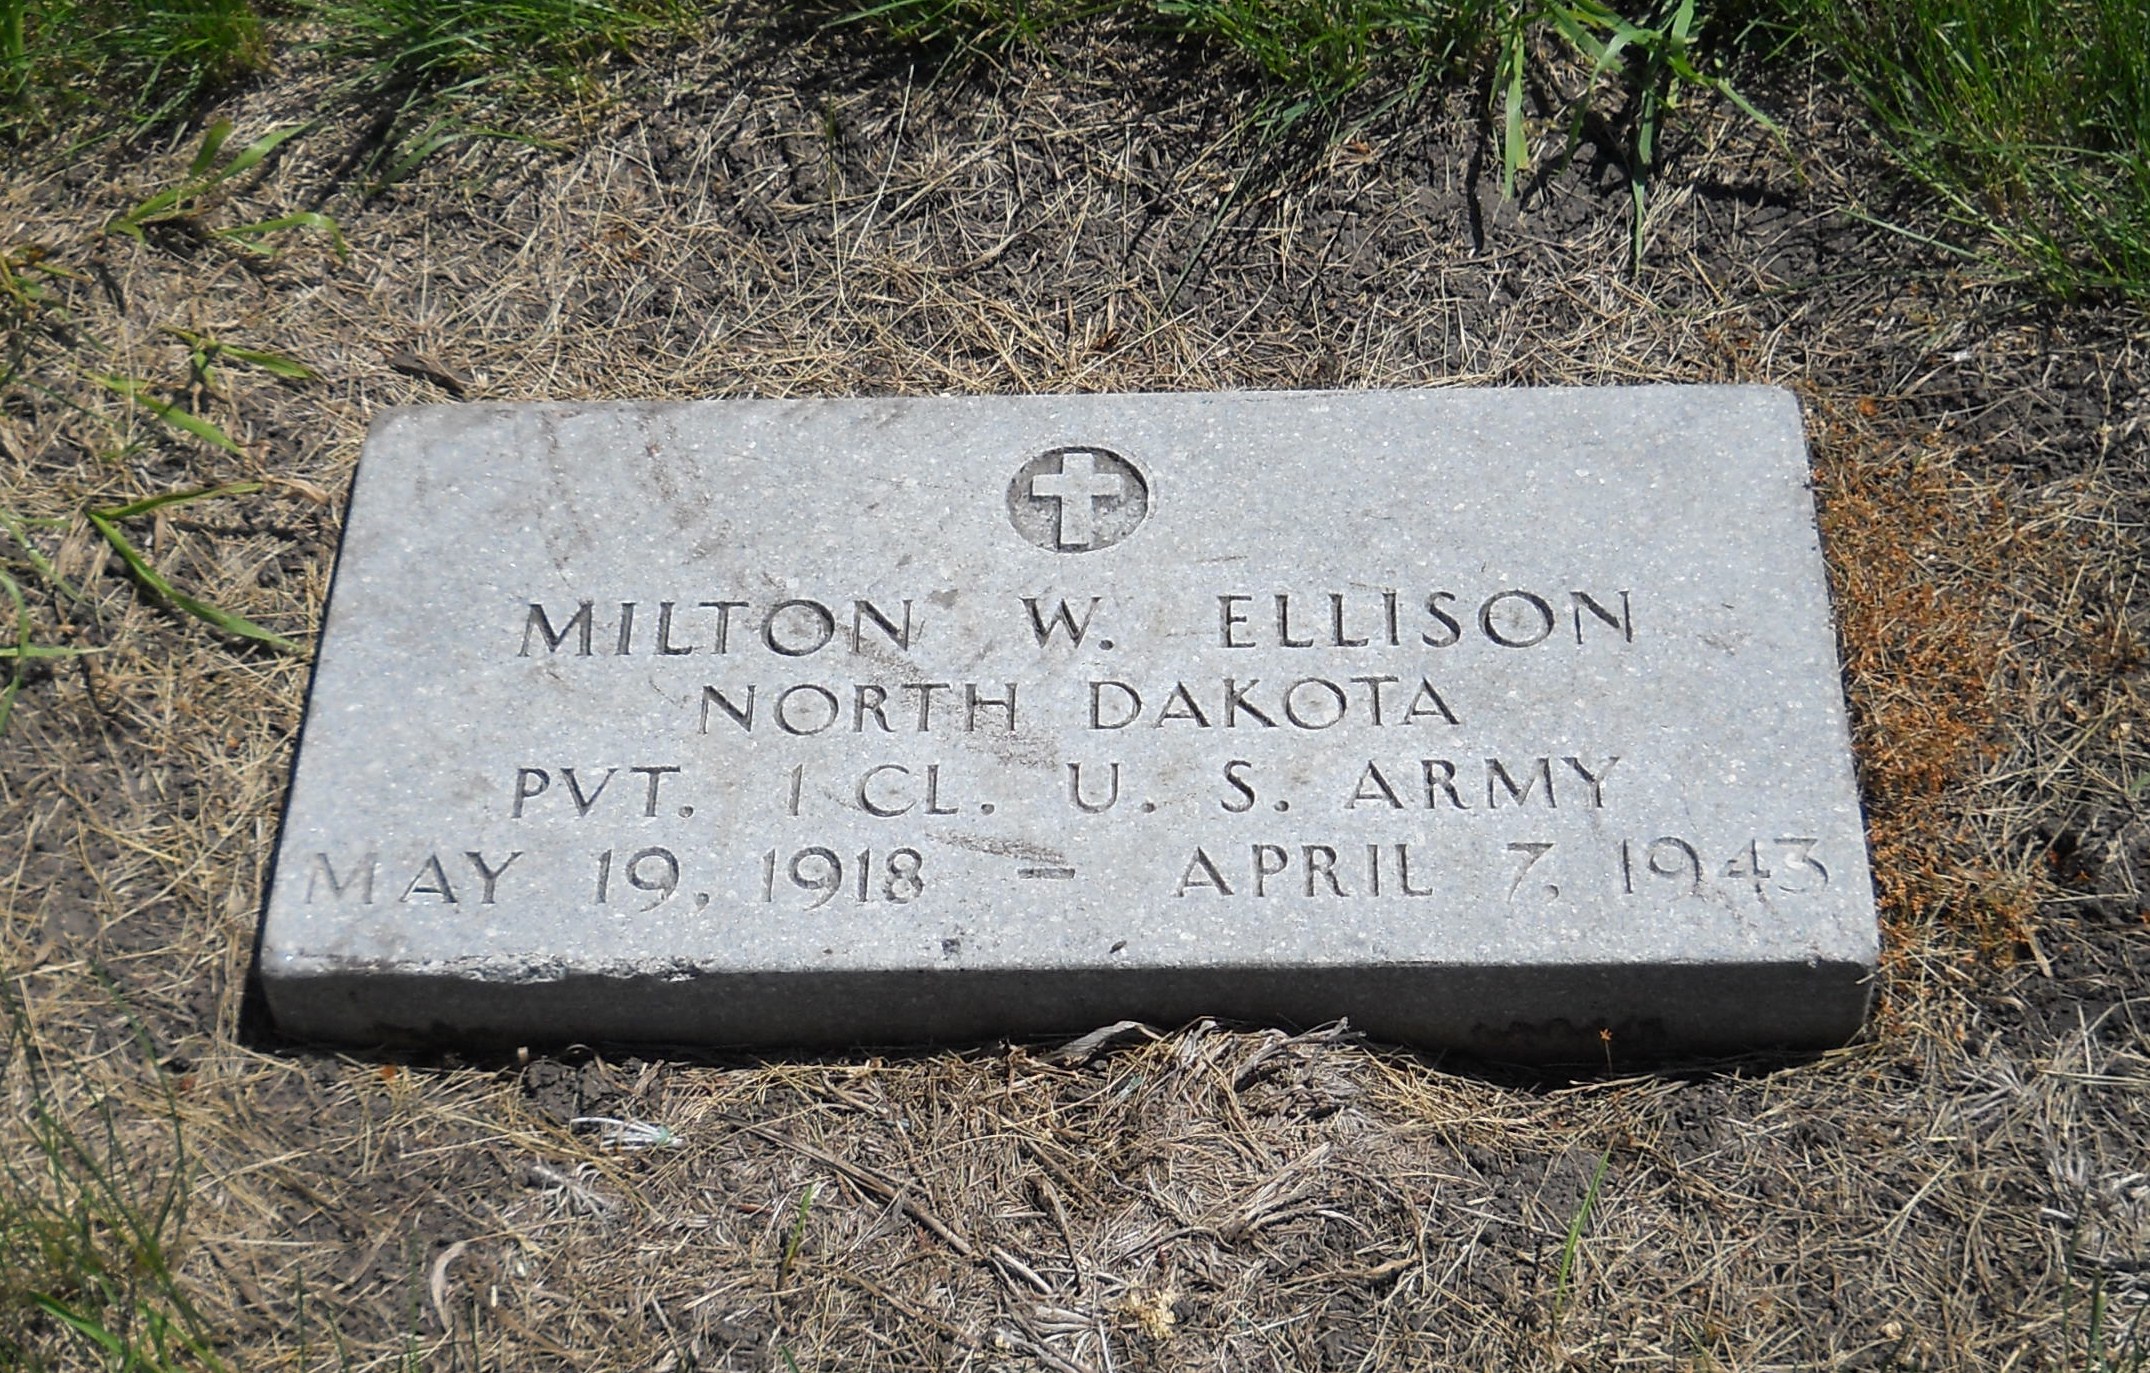 MILTON W. ELLISON
NORTH DAKOTA
PVT. 1 CL. U. S. ARMY
MAY 19, 1918 – APRIL 7, 1943